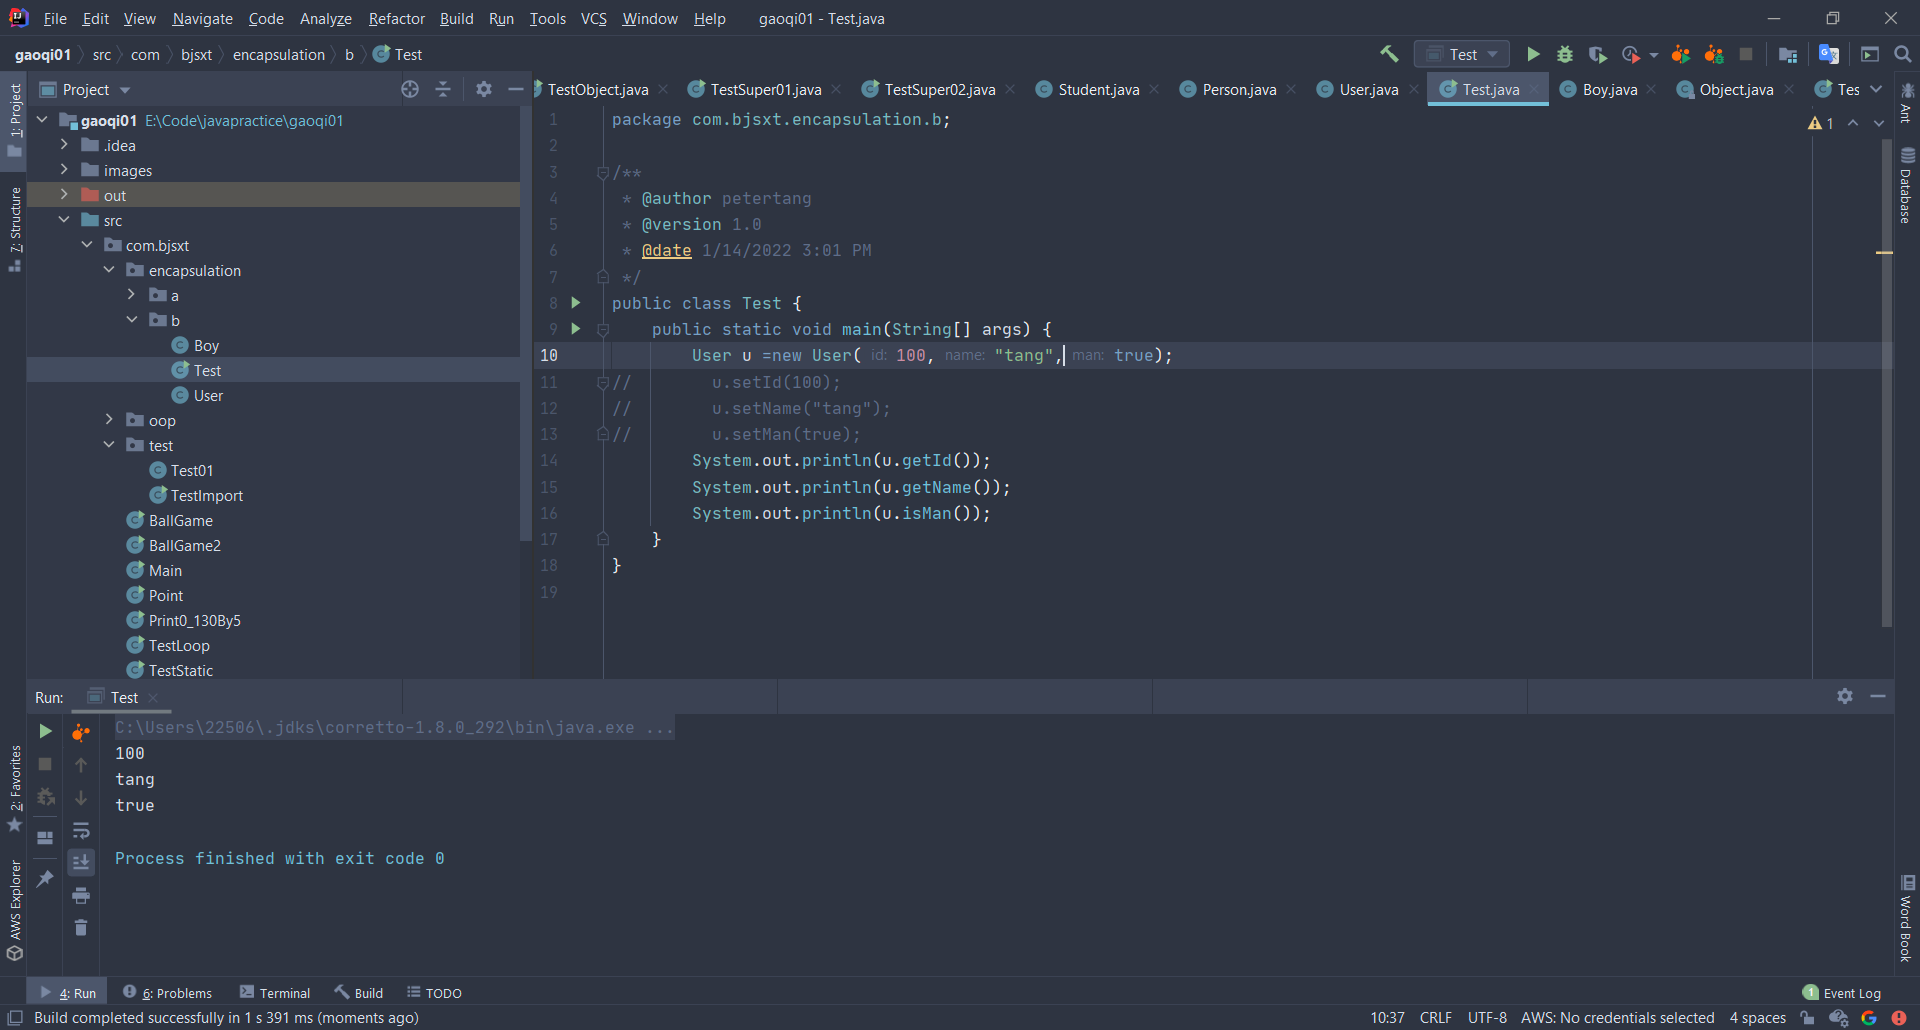 File Edit View Navigate Code Analyze Refactor Build Run Tools VCS Window Help gaoqi01 - Test.java
gaoqi01 src com bjsxt encapsulation b Test
Test
1: Project
7: Structure
2: Favorites
AWS Explorer
Project
gaoqi01 E:\Code\javapractice\gaoqi01
.idea
images
out
src
com.bjsxt
encapsulation
a
b
Boy
Test
User
oop
test
Test01
TestImport
BallGame
BallGame2
Main
Point
Print0_130By5
TestLoop
TestStatic
TestObject.java TestSuper01.java TestSuper02.java Student.java Person.java User.java Test.java Boy.java Object.java Tes
1
1 package com.bjsxt.encapsulation.b;
2
3 /**
4 * @author petertang
5 * @version 1.0
6 * @date 1/14/2022 3:01 PM
7 */
8 public class Test {
9 public static void main(String[] args) {
10 User u =new User( id: 100, name: "tang", man: true);
11 // u.setId(100);
12 // u.setName("tang");
13 // u.setMan(true);
14 System.out.println(u.getId());
15 System.out.println(u.getName());
16 System.out.println(u.isMan());
17 }
18 }
19
Ant
Database
Word Book
Run: Test
C:\Users\22506\.jdks\corretto-1.8.0_292\bin\java.exe ...
100
tang
true
Process finished with exit code 0
4: Run 6: Problems Terminal Build TODO 1 Event Log
Build completed successfully in 1 s 391 ms (moments ago) 10:37 CRLF UTF-8 AWS: No credentials selected 4 spaces